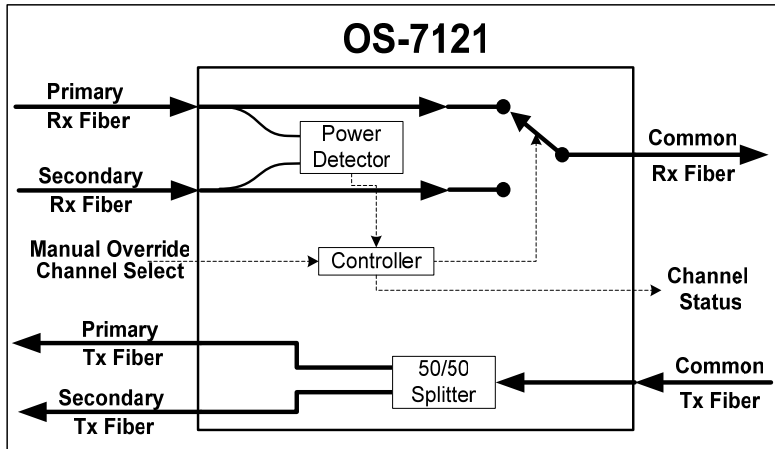 OS-7121
Primary
Rx Fiber
Power
Detector
Common
Rx Fiber
Secondary
Rx Fiber
Manual Override
Channel Select
Controller
Channel
Status
Primary
Tx Fiber
50/50
Splitter
Common
Tx Fiber
Secondary
Tx Fiber